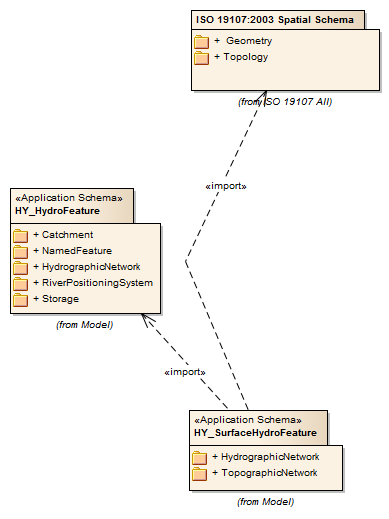 ISO 19107:2003 Spatial Schema
+ Geometry
+ Topology
(from ISO 19107 All)
«import»
«Application Schema»
HY_HydroFeature
+ Catchment
+ NamedFeature
+ HydrographicNetwork
+ RiverPositioningSystem
+ Storage
(from Model)
«import»
«Application Schema»
HY_SurfaceHydroFeature
+ HydrographicNetwork
+ TopographicNetwork
(from Model)